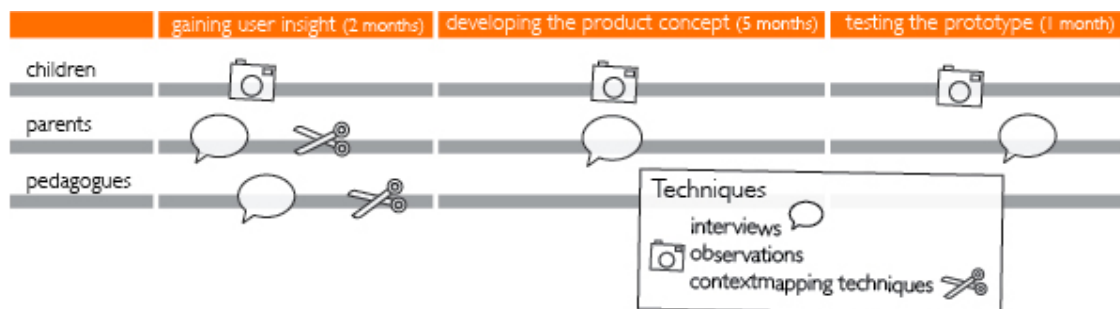 gaining user insight (2 months) developing the product concept (5 months) testing the prototype (1 month)
children
parents
pedagogues
Techniques
interviews
observations
contextmapping techniques